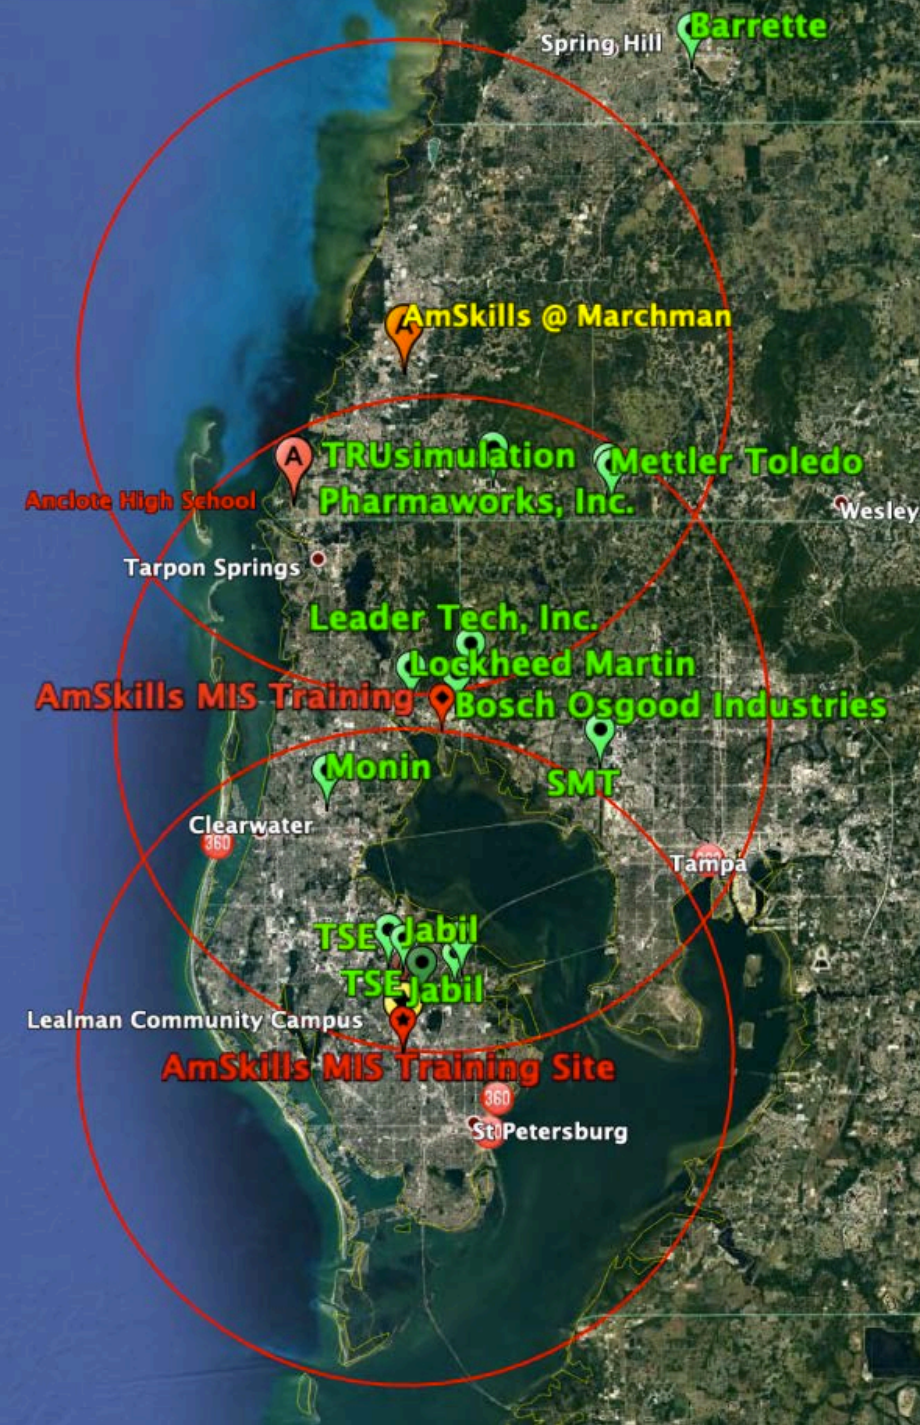 Barrette
Spring Hill
AmSkills @ Marchman
A
A
TRUsimulation
Mettler Toledo
Anclote High School
Pharmaworks, Inc.
Wesley
Tarpon Springs
Leader Tech, Inc.
Lockheed Martin
AmSkills MIS Training
Bosch Osgood Industries
Monin
SMT
Clearwater
360
Tampa
TSE
Jabil
TSE
Jabil
Lealman Community Campus
AmSkills MIS Training Site
360
St Petersburg